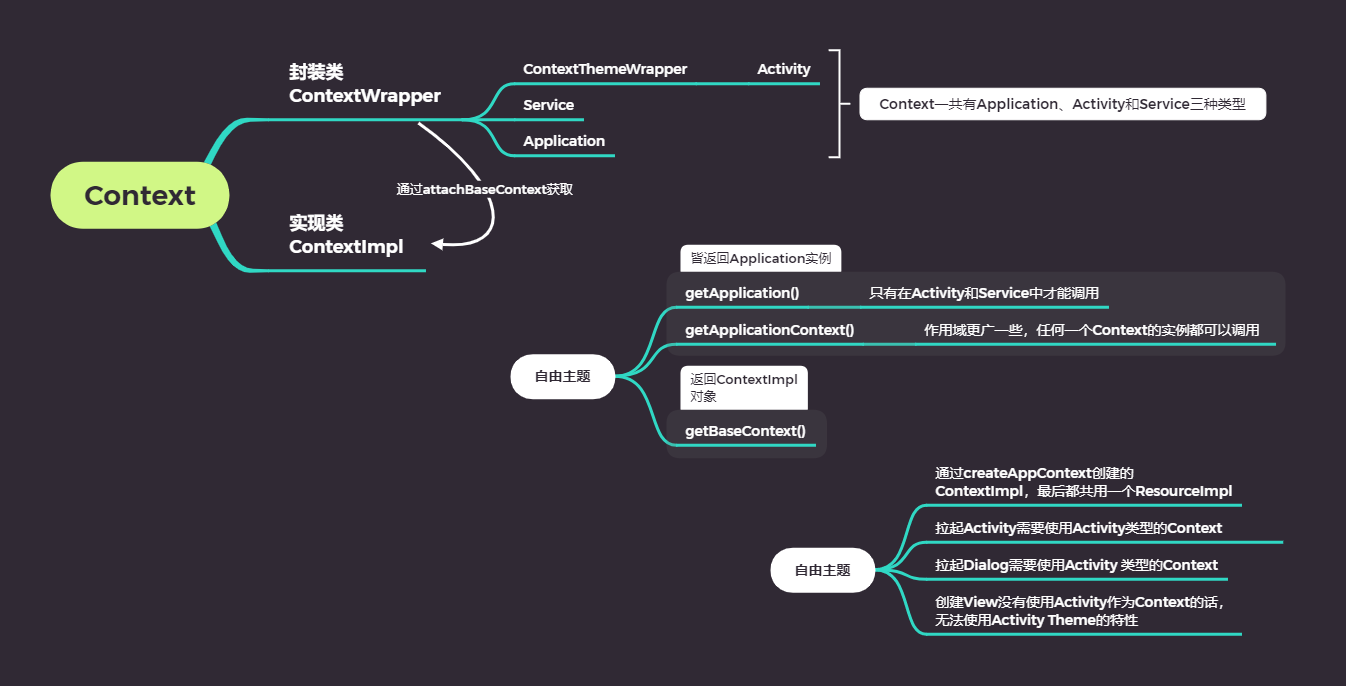 Context
封装类
ContextWrapper
ContextThemeWrapper
Activity
Service
Application
Context一共有Application、Activity和Service三种类型
通过attachBaseContext获取
实现类
ContextImpl
自由主题
皆返回Application实例
getApplication()
只有在Activity和Service中才能调用
getApplicationContext()
作用域更广一些，任何一个Context的实例都可以调用
返回ContextImpl
对象
getBaseContext()
自由主题
通过createAppContext创建的
ContextImpl，最后都共用一个ResourceImpl
拉起Activity需要使用Activity类型的Context
拉起Dialog需要使用Activity 类型的Context
创建View没有使用Activity作为Context的话，
无法使用Activity Theme的特性